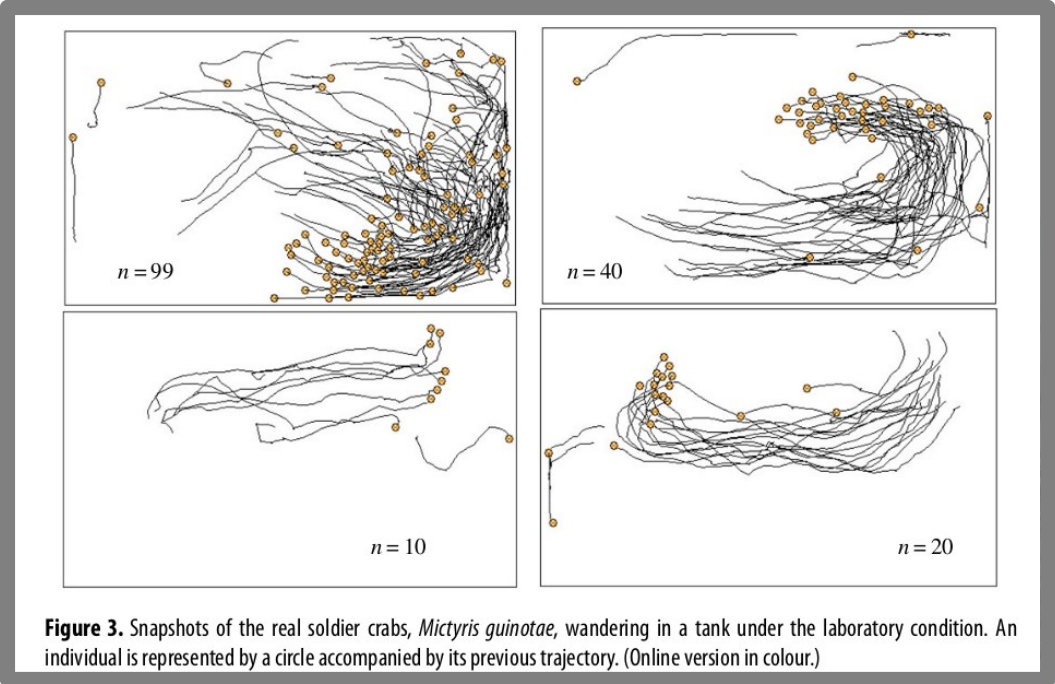 n = 99
n = 40
n = 10
n = 20
Figure 3. Snapshots of the real soldier crabs, Mictyris guinotae, wandering in a tank under the laboratory condition. An
individual is represented by a circle accompanied by its previous trajectory. (Online version in colour.)